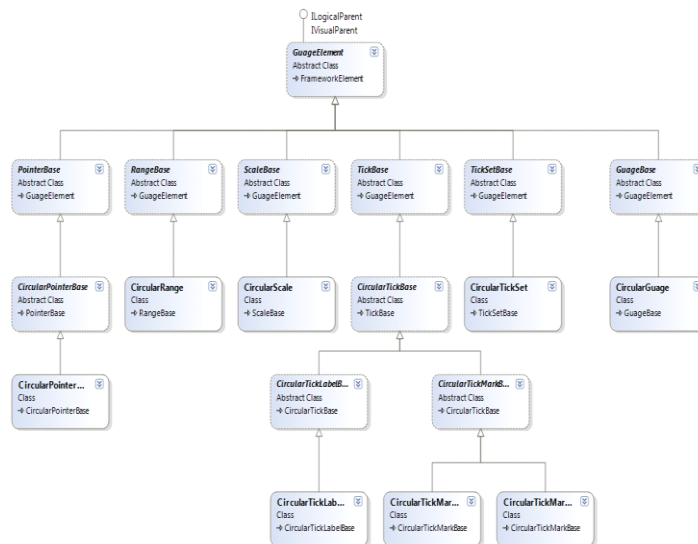 ILogicalParent
IVisualParent
GuageElement
Abstract Class
FrameworkElement
PointerBase
Abstract Class
GuageElement
RangeBase
Abstract Class
GuageElement
ScaleBase
Abstract Class
GuageElement
TickBase
Abstract Class
GuageElement
TickSetBase
Abstract Class
GuageElement
GuageBase
Abstract Class
GuageElement
CircularPointerBase
Abstract Class
PointerBase
CircularRange
Class
RangeBase
CircularScale
Class
ScaleBase
CircularTickBase
Abstract Class
TickBase
CircularTickSet
Class
TickSetBase
CircularGuage
Class
GuageBase
CircularPointer...
Class
CircularPointerBase
CircularTickLabelB...
Abstract Class
CircularTickBase
CircularTickMarkB...
Abstract Class
CircularTickBase
CircularTickLab...
Class
CircularTickLabelBase
CircularTickMar...
Class
CircularTickMarkBase
CircularTickMar...
Class
CircularTickMarkBase